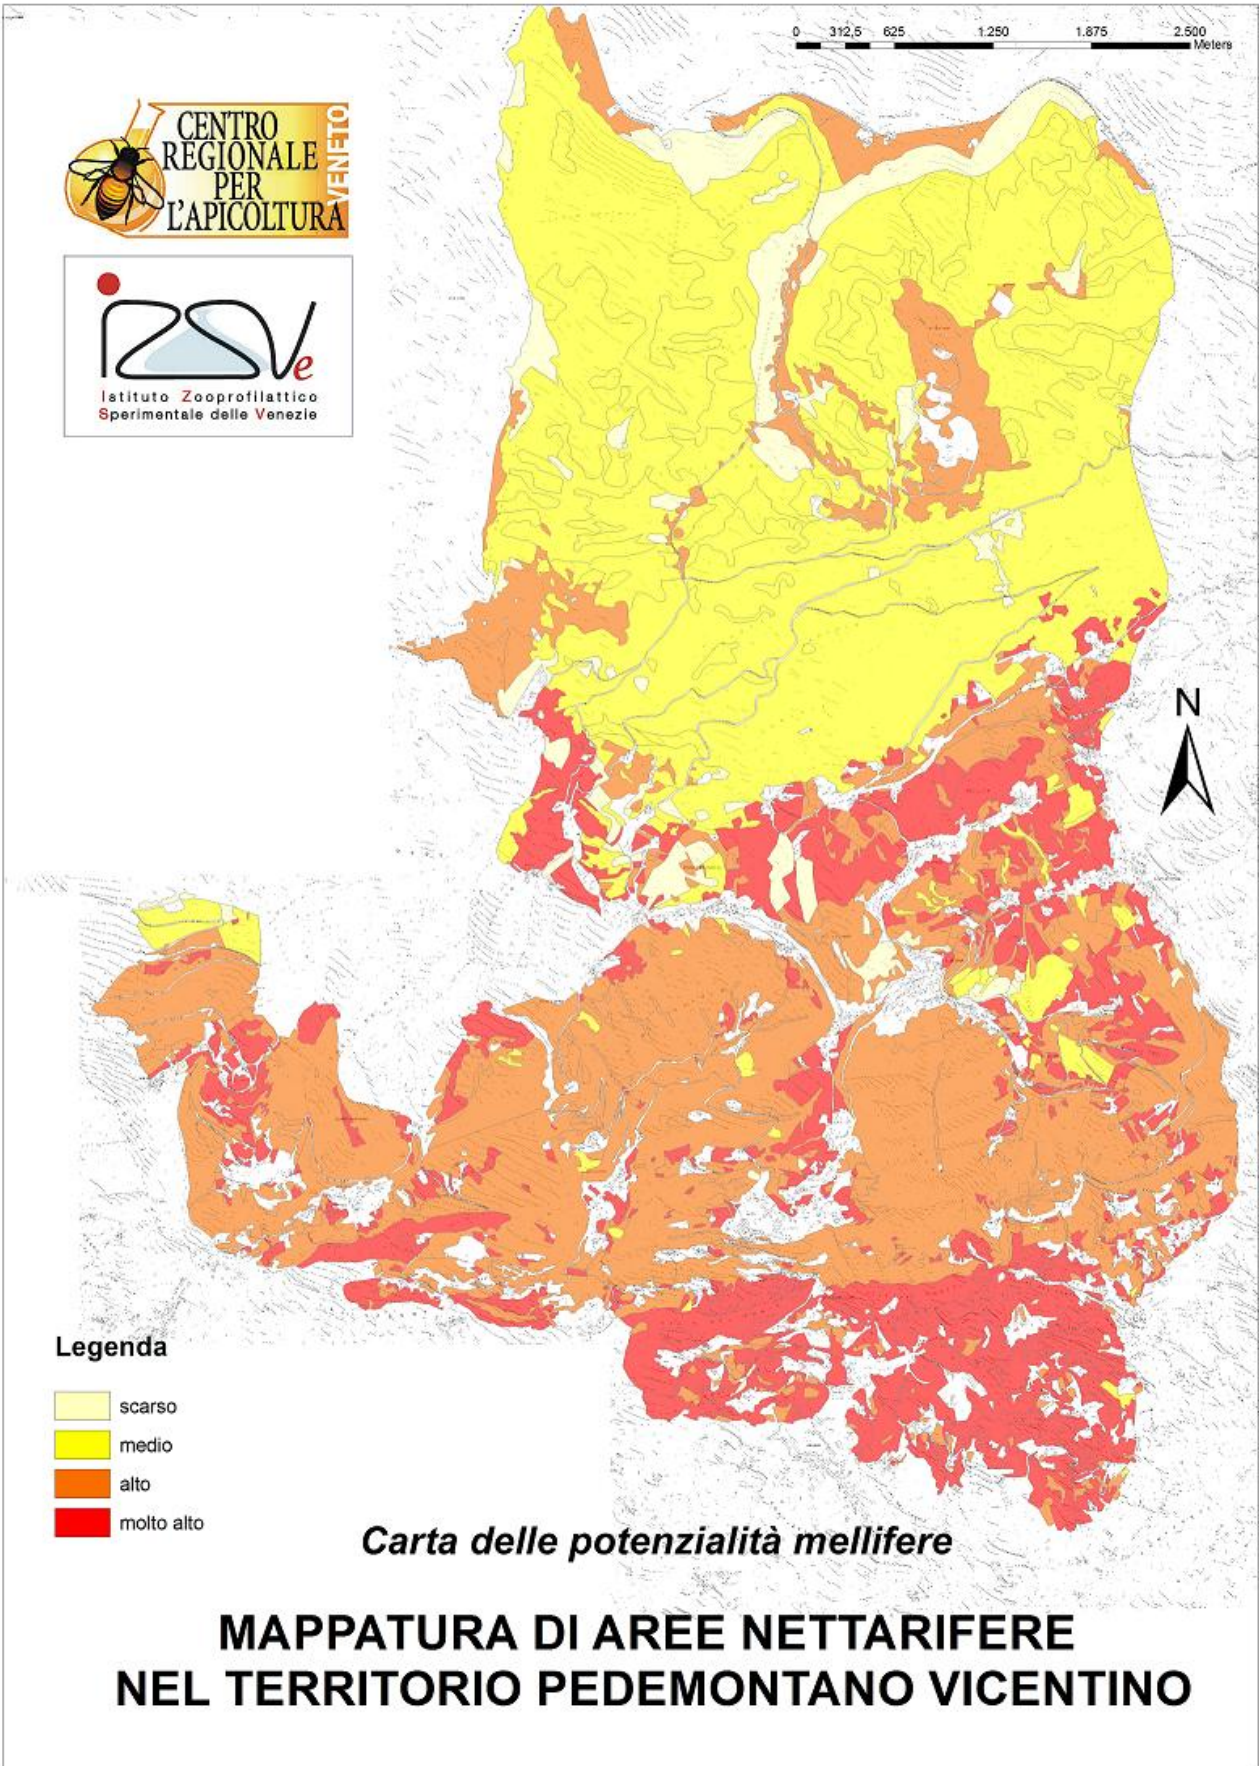 0 312,5 625 1.250 1.875 2.500
Meters
CENTRO
REGIONALE
PER
L'APICOLTURA
VENETO
iZSVe
Istituto Zooprofilattico
Sperimentale delle Venezie
N
Legenda
scarso
medio
alto
molto alto
Carta delle potenzialità mellifere
MAPPATURA DI AREE NETTARIFERE
NEL TERRITORIO PEDEMONTANO VICENTINO